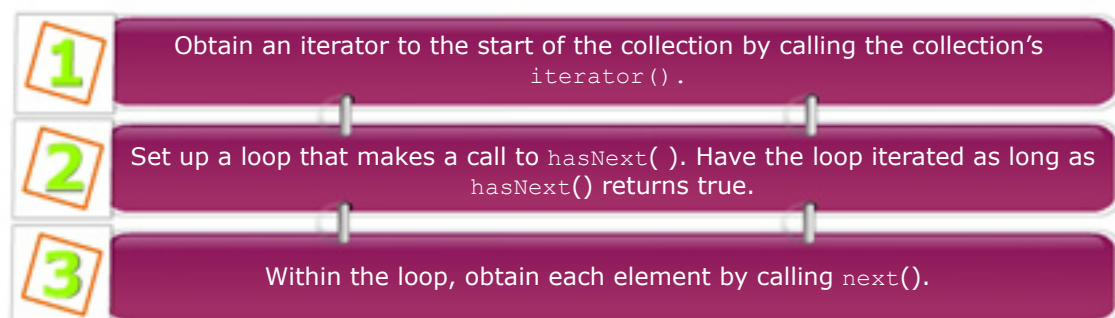 1
Obtain an iterator to the start of the collection by calling the collection’s
iterator().
2
Set up a loop that makes a call to hasNext( ). Have the loop iterated as long as
hasNext() returns true.
3
Within the loop, obtain each element by calling next().